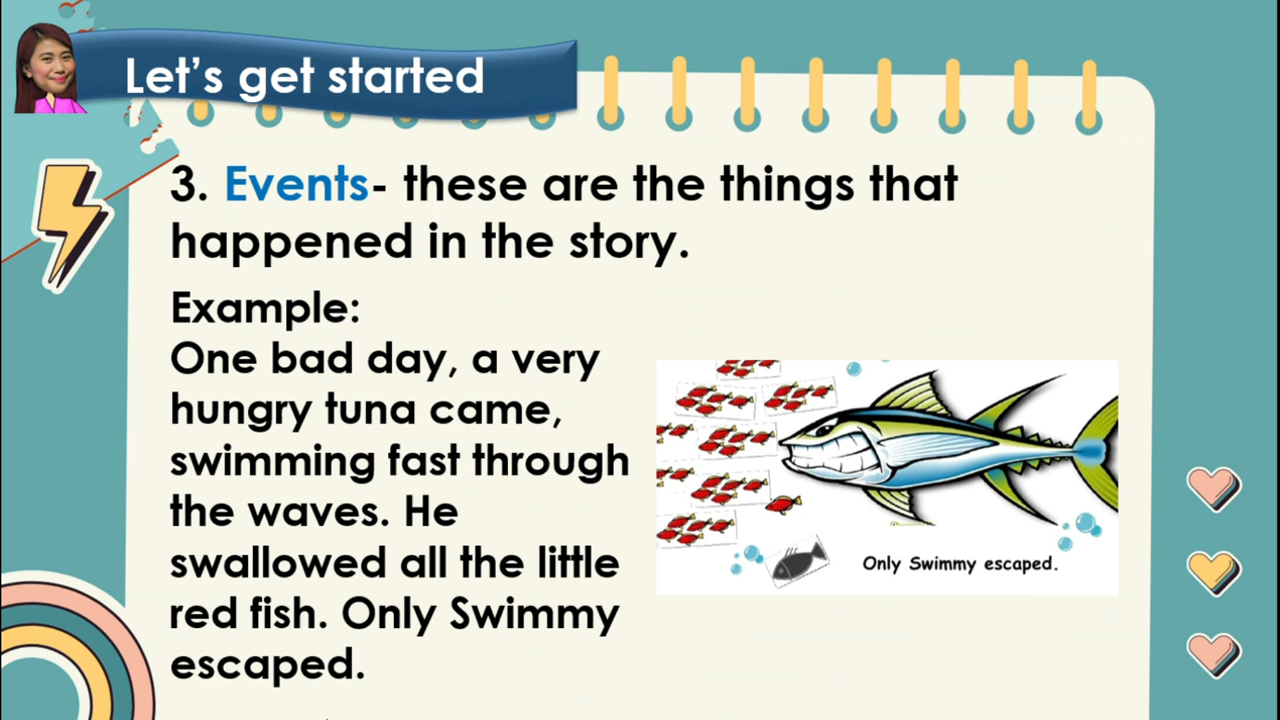 Let's get started
3. Events- these are the things that
happened in the story.
Example:
One bad day, a very
hungry tuna came,
swimming fast through
the waves. He
swallowed all the little
red fish. Only Swimmy
escaped.
Only Swimmy escaped.